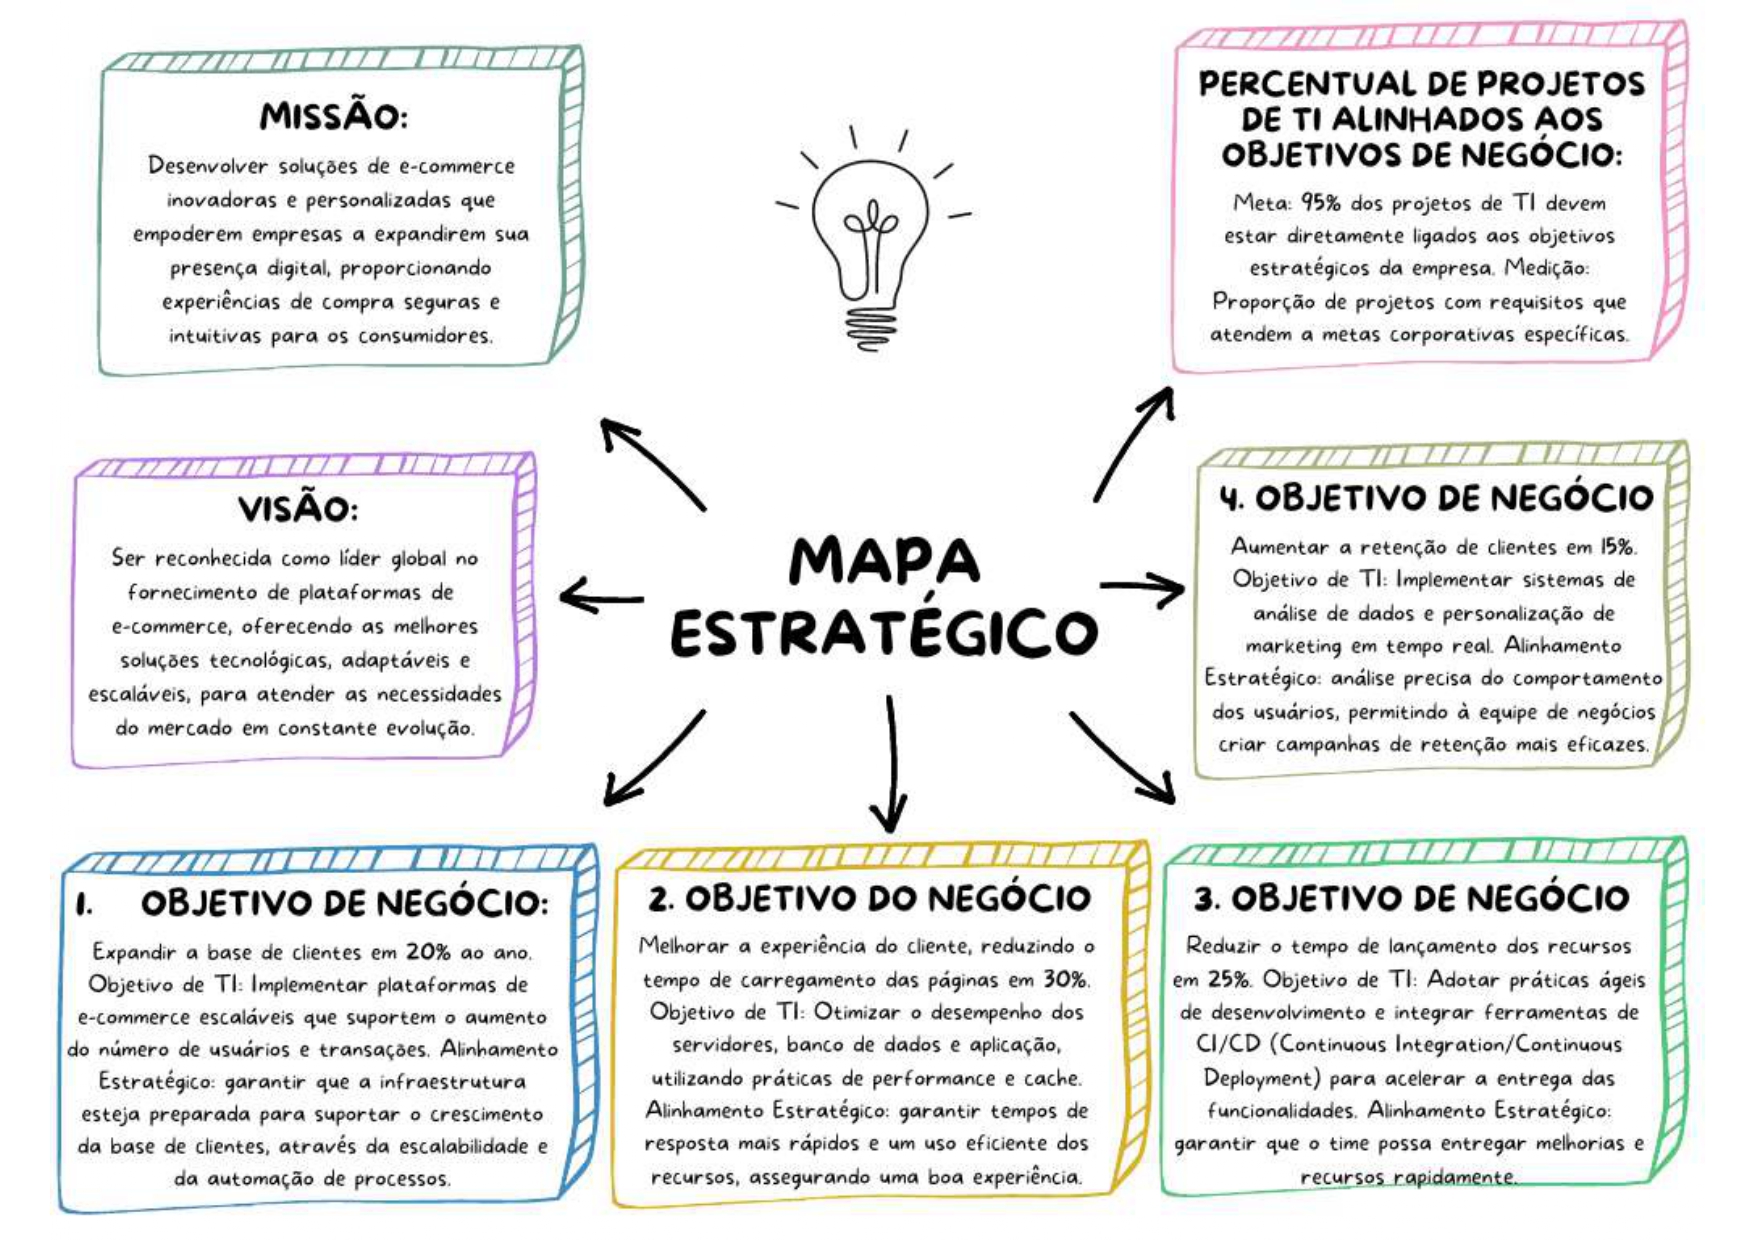 MISSÃO:
Desenvolver soluções de e-commerce
inovadoras e personalizadas que
empoderem empresas a expandirem sua
presença digital, proporcionando
experiências de compra seguras e
intuitivas para os consumidores.
PERCENTUAL DE PROJETOS
DE TI ALINHADOS AOS
OBJETIVOS DE NEGÓCIO:
Meta: 95% dos projetos de TI devem
estar diretamente ligados aos objetivos
estratégicos da empresa. Medição:
Proporção de projetos com requisitos que
atendem a metas corporativas específicas.
VISÃO:
Ser reconhecida como líder global no
fornecimento de plataformas de
e-commerce, oferecendo as melhores
soluções tecnológicas, adaptáveis e
escaláveis, para atender as necessidades
do mercado em constante evolução.
MAPA
ESTRATÉGICO
4. OBJETIVO DE NEGÓCIO
Aumentar a retenção de clientes em 15%.
Objetivo de TI: Implementar sistemas de
análise de dados e personalização de
marketing em tempo real. Alinhamento
Estratégico: análise precisa do comportamento
dos usuários, permitindo à equipe de negócios
criar campanhas de retenção mais eficazes.
1. OBJETIVO DE NEGÓCIO:
Expandir a base de clientes em 20% ao ano.
Objetivo de TI: Implementar plataformas de
e-commerce escaláveis que suportem o aumento
do número de usuários e transações. Alinhamento
Estratégico: garantir que a infraestrutura
esteja preparada para suportar o crescimento
da base de clientes, através da escalabilidade e
da automação de processos.
2. OBJETIVO DO NEGÓCIO
Melhorar a experiência do cliente, reduzindo o
tempo de carregamento das páginas em 30%.
Objetivo de TI: Otimizar o desempenho dos
servidores, banco de dados e aplicação,
utilizando práticas de performance e cache.
Alinhamento Estratégico: garantir tempos de
resposta mais rápidos e um uso eficiente dos
recursos, assegurando uma boa experiência.
3. OBJETIVO DE NEGÓCIO
Reduzir o tempo de lançamento dos recursos
em 25%. Objetivo de TI: Adotar práticas ágeis
de desenvolvimento e integrar ferramentas de
CI/CD (Continuous Integration/Continuous
Deployment) para acelerar a entrega das
funcionalidades. Alinhamento Estratégico:
garantir que o time possa entregar melhorias e
recursos rapidamente.